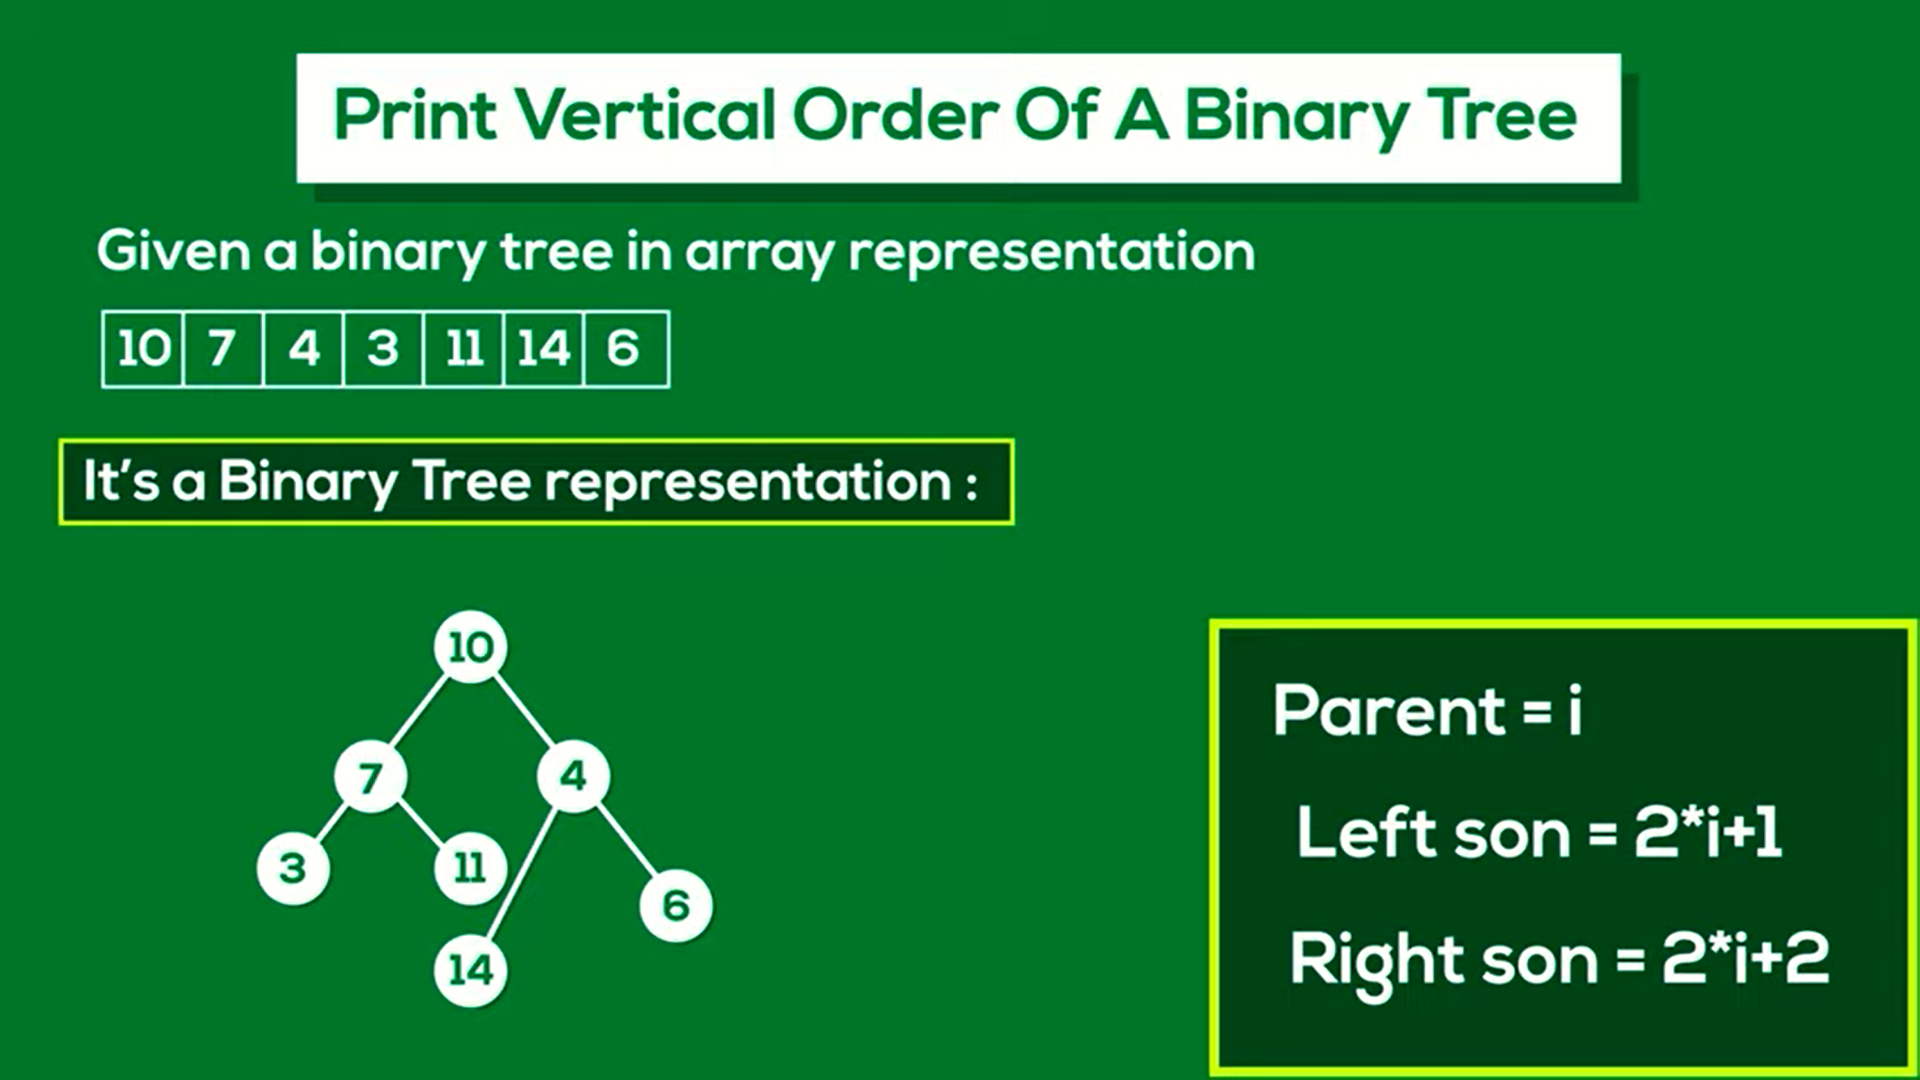 Print Vertical Order Of A Binary Tree
Given a binary tree in array representation
10 7 4 3 11 14 6
It's a Binary Tree representation :
10
7 4
3 11
6
14
Parent = i
Left son = 2*i+1
Right son = 2*i+2